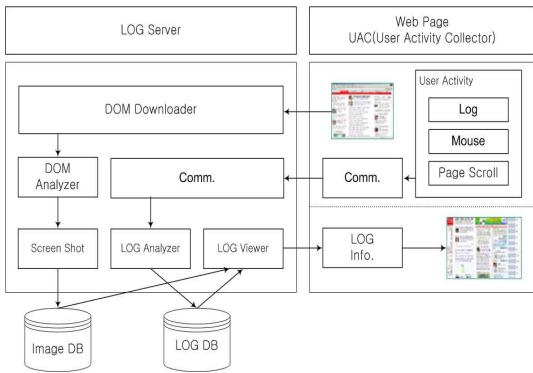 LOG Server
Web Page
UAC(User Activity Collector)
DOM Downloader
User Activity
Log
Mouse
Page Scroll
DOM
Analyzer
Comm.
Comm.
Screen Shot
LOG Analyzer
LOG Viewer
LOG
Info.
Image DB
LOG DB